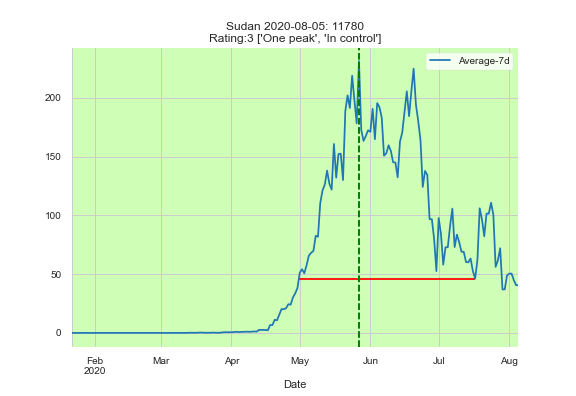 Sudan 2020-08-05: 11780
Rating:3 ['One peak', 'In control']
Average-7d
200
150
100
50
0
Feb
2020
Mar
Apr
May
Jun
Jul
Aug
Date